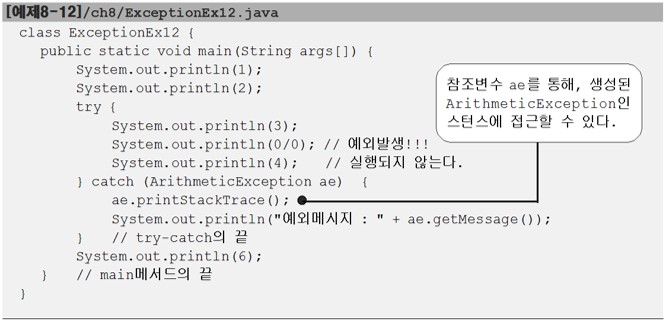 [예제8-12]/ch8/ExceptionEx12.java
class ExceptionEx12 {
public static void main(String args[]) {
System.out.println(1);
System.out.println(2);
try {
System.out.println(3);
System.out.println(0/0); // 예외발생!!!
System.out.println(4); // 실행되지 않는다.
} catch (ArithmeticException ae) {
ae.printStackTrace();
System.out.println("예외메시지 : " + ae.getMessage());
} // try-catch의 끝
System.out.println(6);
} // main메서드의 끝
}
참조변수 ae를 통해, 생성된
ArithmeticException인
스턴스에 접근할 수 있다.